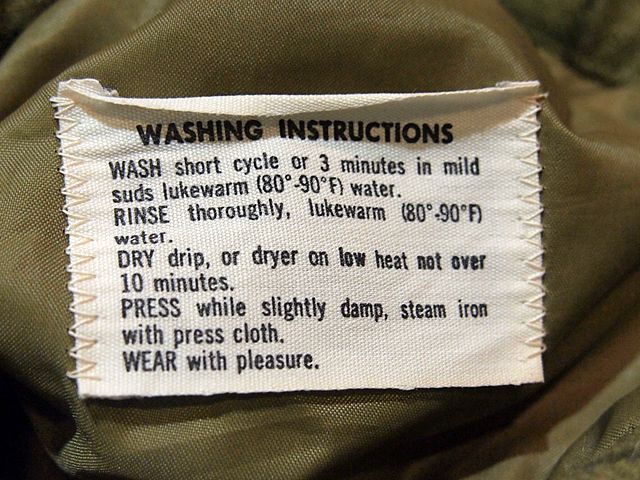 WASHING INSTRUCTIONS
WASH short cycle or 3 minutes in mild
suds lukewarm (80°-90°F) water.
RINSE thoroughly, lukewarm (80°-90°F)
water.
DRY drip, or dryer on low heat not over
10 minutes.
PRESS while slightly damp, steam iron
with press cloth.
WEAR with pleasure.